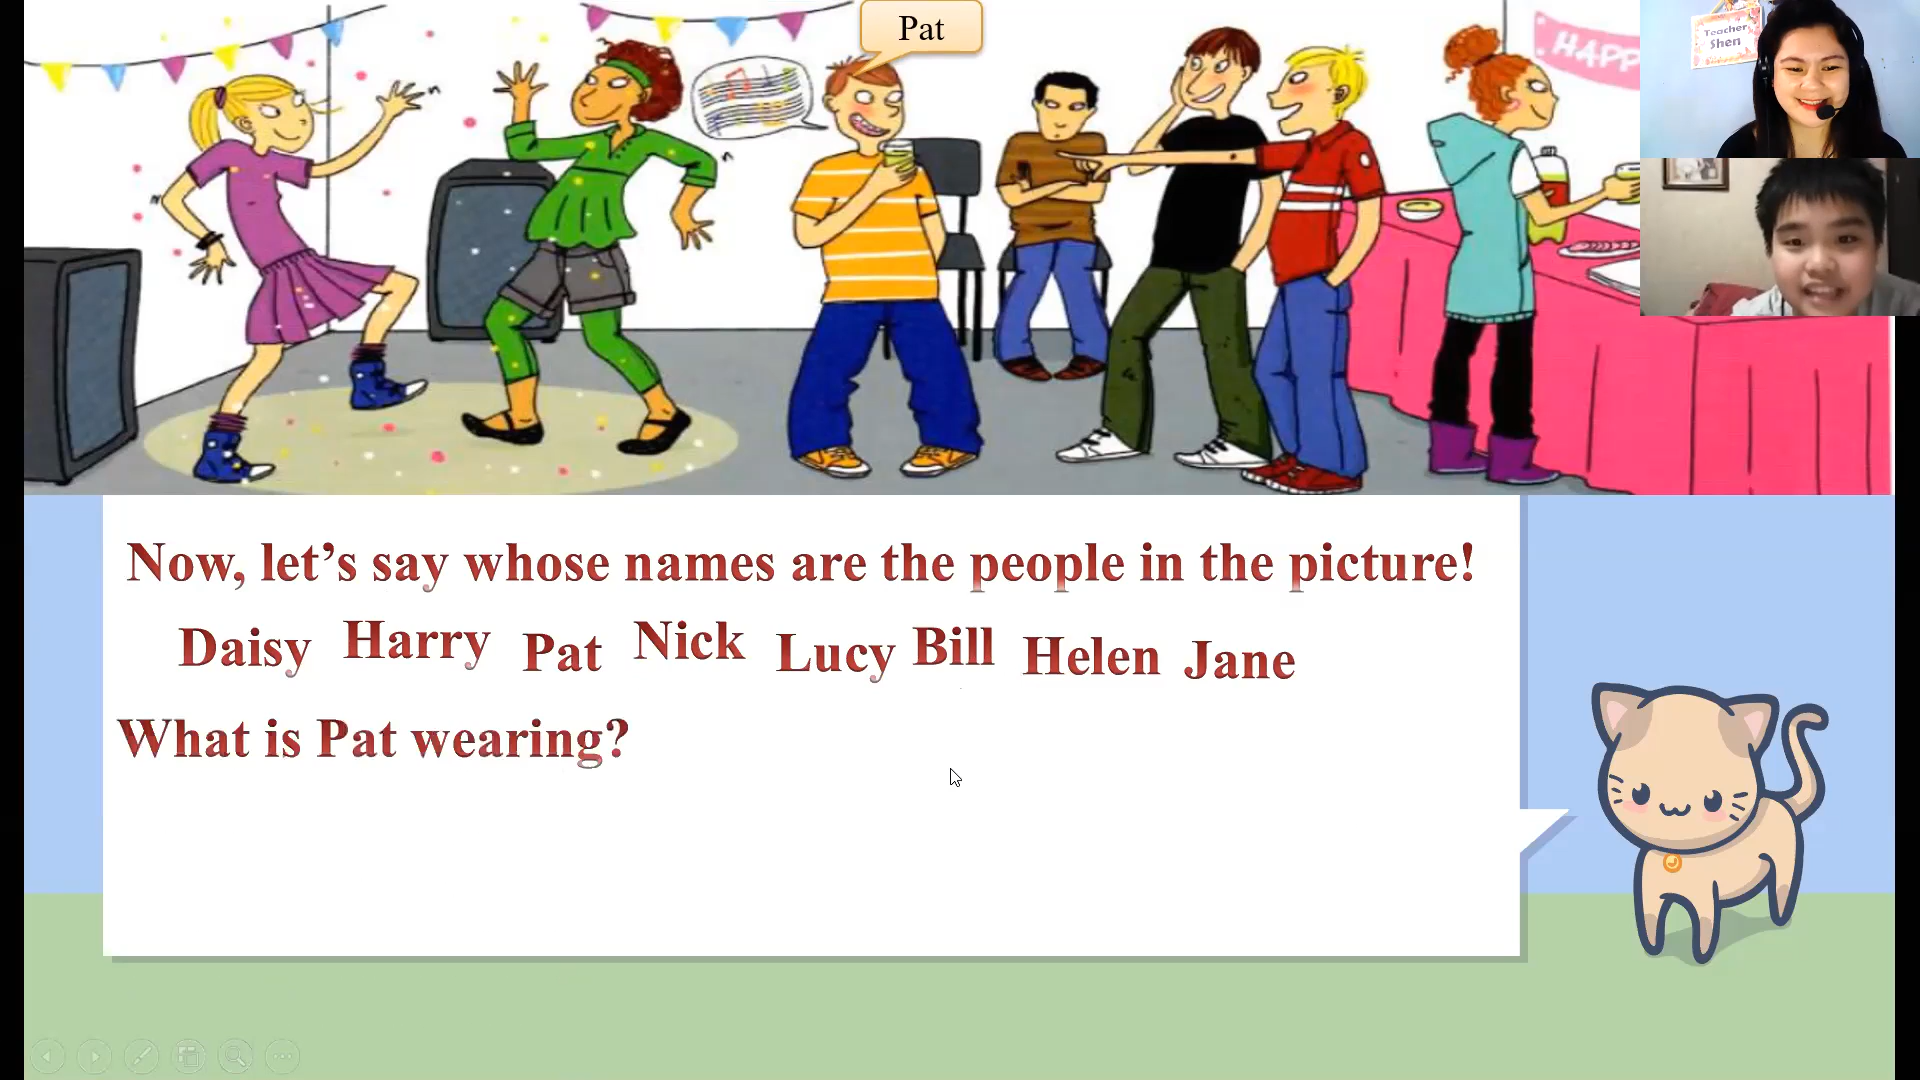 Pat
HAPP
Teacher
Shen
Now, let’s say whose names are the people in the picture!
Daisy Harry Pat Nick Lucy Bill Helen Jane
What is Pat wearing?